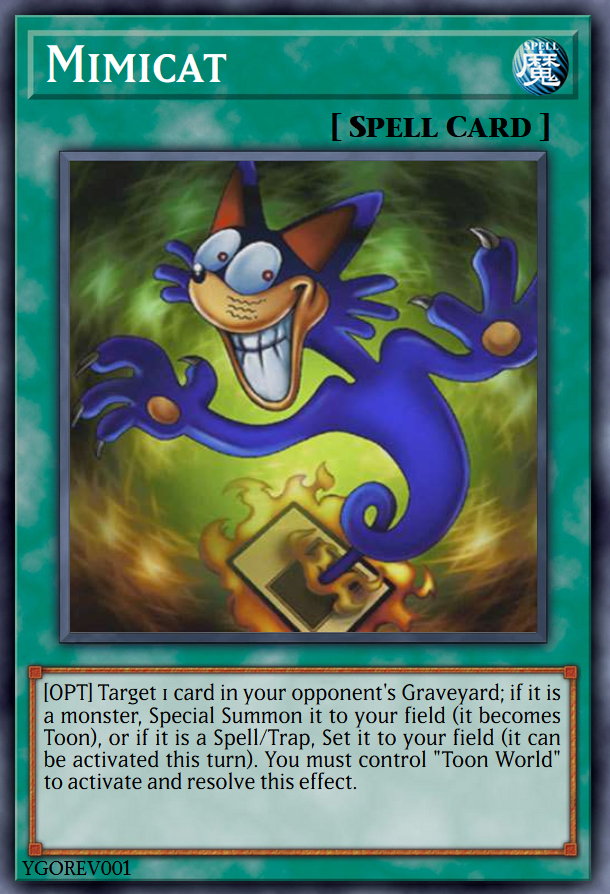 Mimicat
SPELL
魔
[ Spell Card ]
[OPT] Target 1 card in your opponent's Graveyard; if it is
a monster, Special Summon it to your field (it becomes
Toon), or if it is a Spell/Trap, Set it to your field (it can
be activated this turn). You must control "Toon World"
to activate and resolve this effect.
YGOREV001